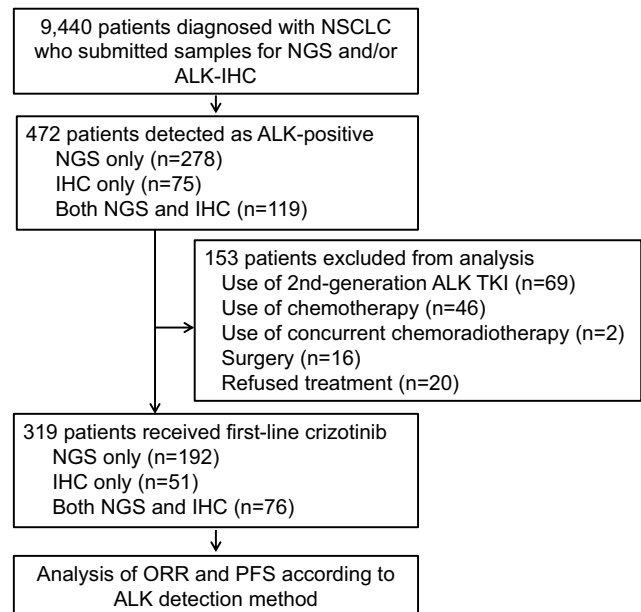 9,440 patients diagnosed with NSCLC
who submitted samples for NGS and/or
ALK-IHC
472 patients detected as ALK-positive
NGS only (n=278)
IHC only (n=75)
Both NGS and IHC (n=119)
153 patients excluded from analysis
Use of 2nd-generation ALK TKI (n=69)
Use of chemotherapy (n=46)
Use of concurrent chemoradiotherapy (n=2)
Surgery (n=16)
Refused treatment (n=20)
319 patients received first-line crizotinib
NGS only (n=192)
IHC only (n=51)
Both NGS and IHC (n=76)
Analysis of ORR and PFS according to
ALK detection method